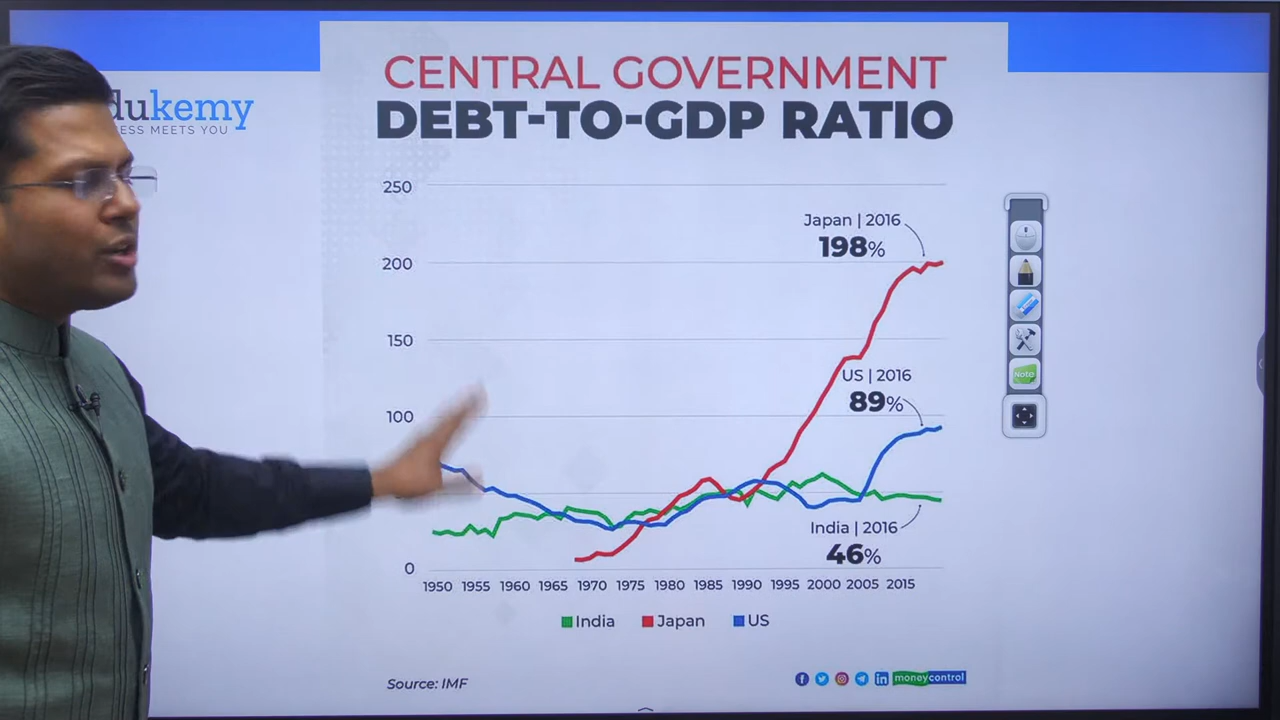 dukemy
ESS MEETS YOU
CENTRAL GOVERNMENT
DEBT-TO-GDP RATIO
250
200
150
100
0
Japan | 2016
198%
US | 2016
89%
India | 2016
46%
1950 1955 1960 1965 1970 1975 1980 1985 1990 1995 2000 2005 2015
India Japan US
Source: IMF
moneycontrol
Note